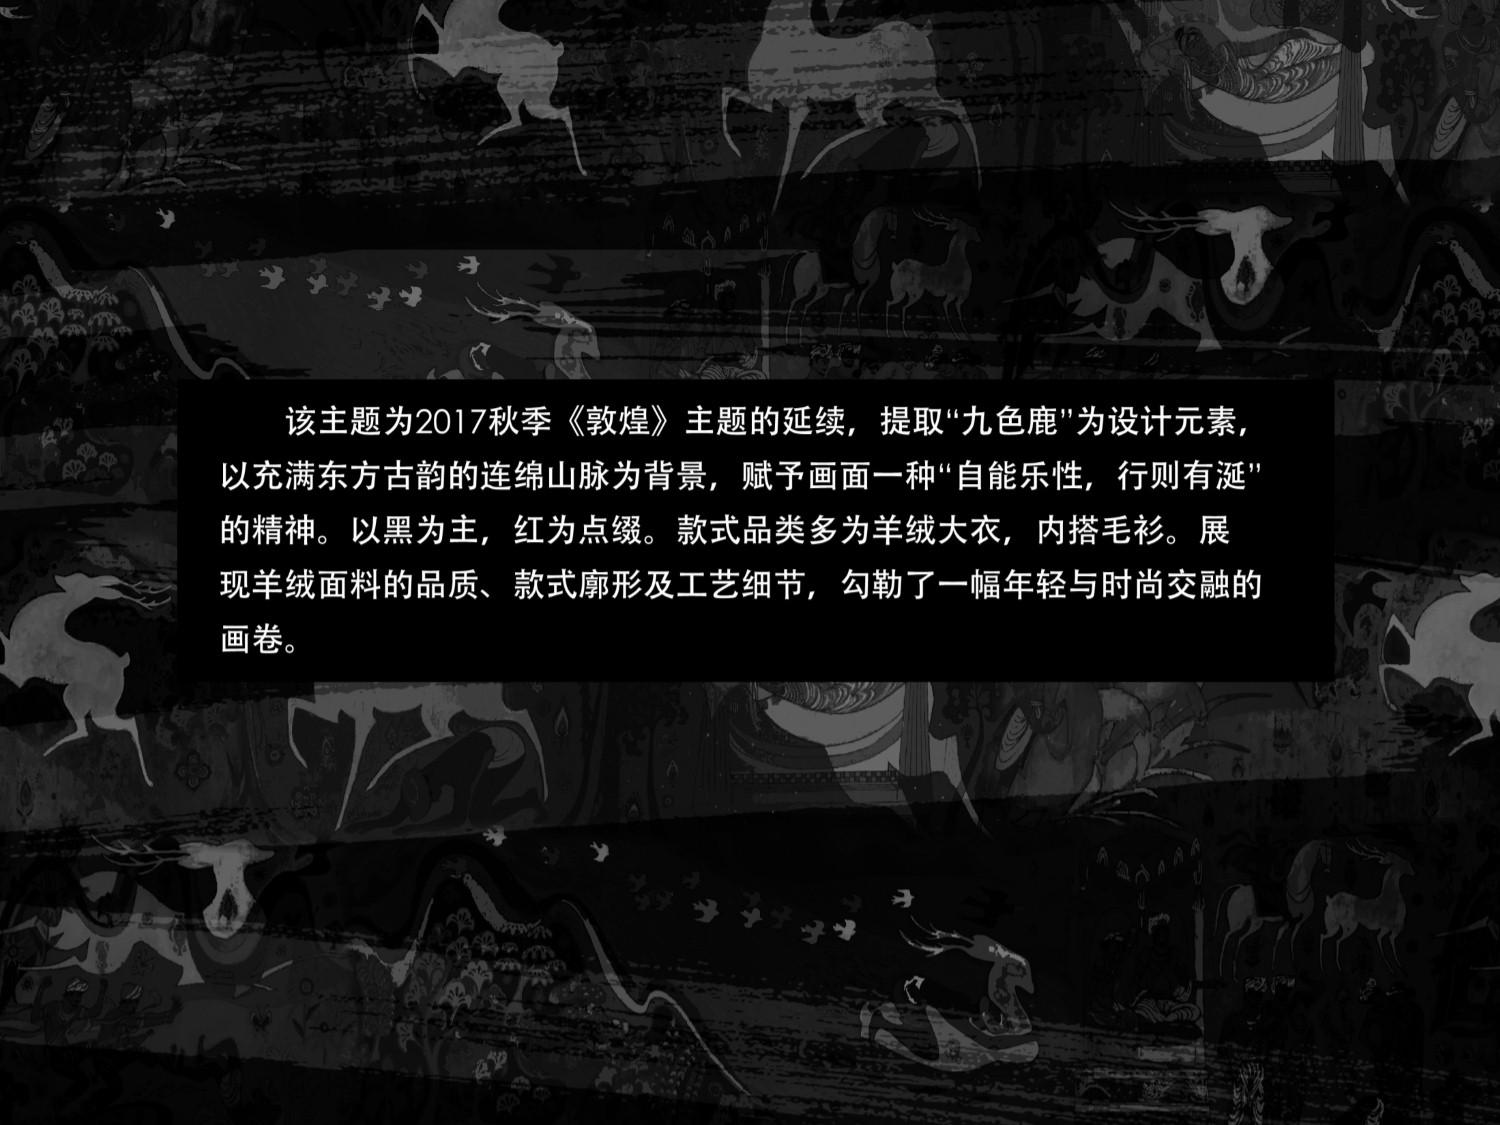 该主题为2017秋季《敦煌》主题的延续，提取“九色鹿”为设计元素，
以充满东方古韵的连绵山脉为背景，赋予画面一种“自能乐性，行则有涎”
的精神。以黑为主，红为点缀。款式品类多为羊绒大衣，内搭毛衫。展
现羊绒面料的品质、款式廓形及工艺细节，勾勒了一幅年轻与时尚交融的
画卷。